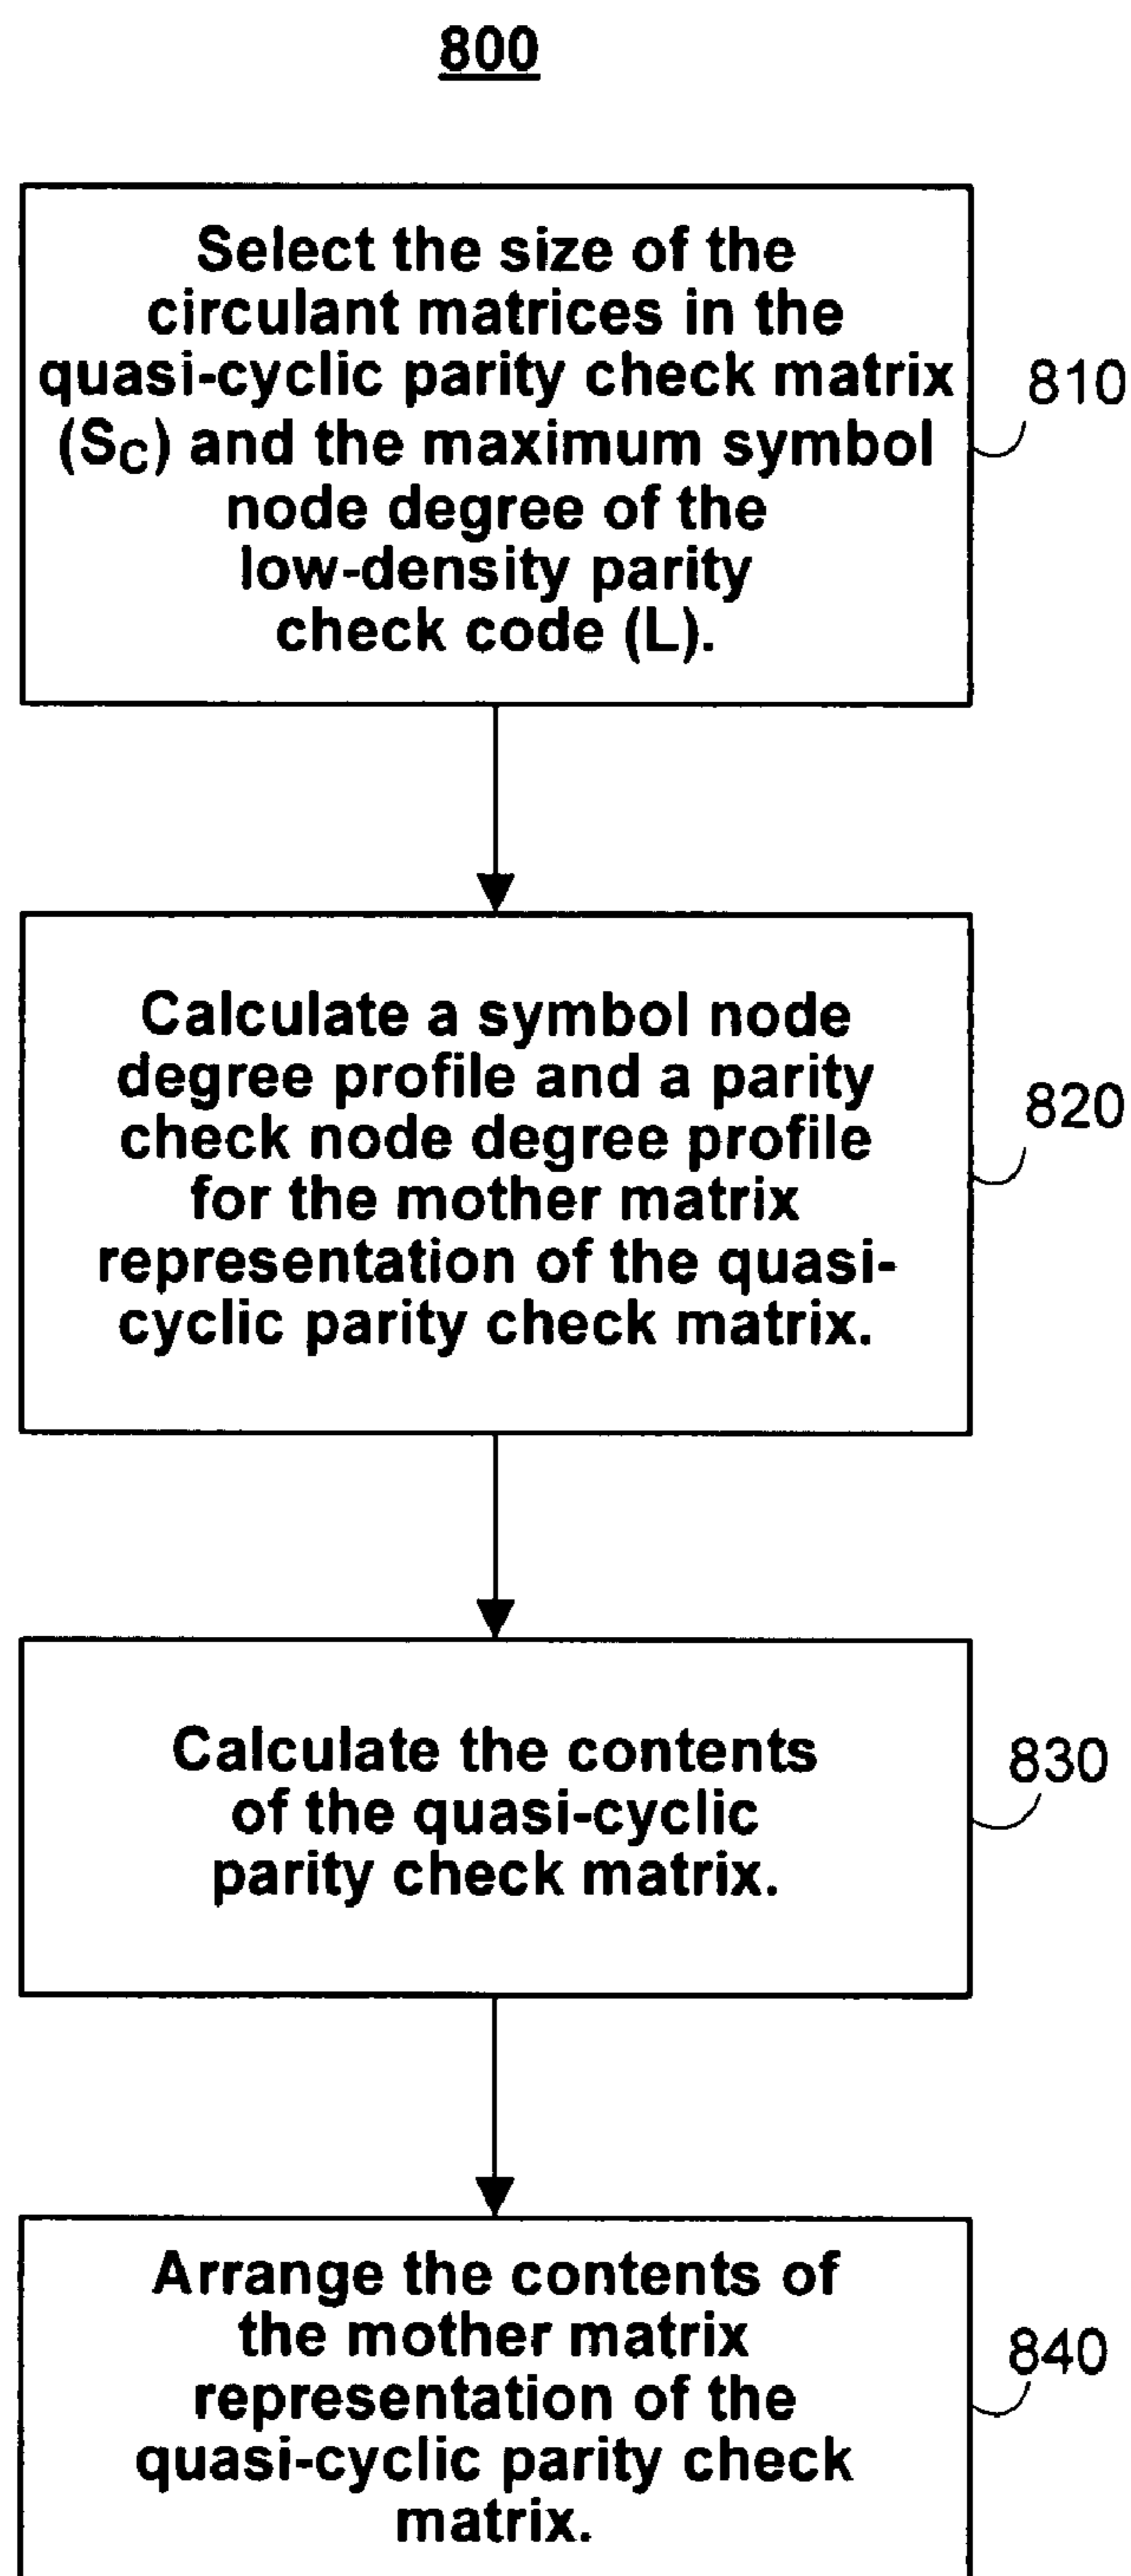 800
Select the size of the
circulant matrices in the
quasi-cyclic parity check matrix
(SC) and the maximum symbol
node degree of the
low-density parity
check code (L).
810
Calculate a symbol node
degree profile and a parity
check node degree profile
for the mother matrix
representation of the quasi-
cyclic parity check matrix.
820
Calculate the contents
of the quasi-cyclic
parity check matrix.
830
Arrange the contents of
the mother matrix
representation of the
quasi-cyclic parity check
matrix.
840